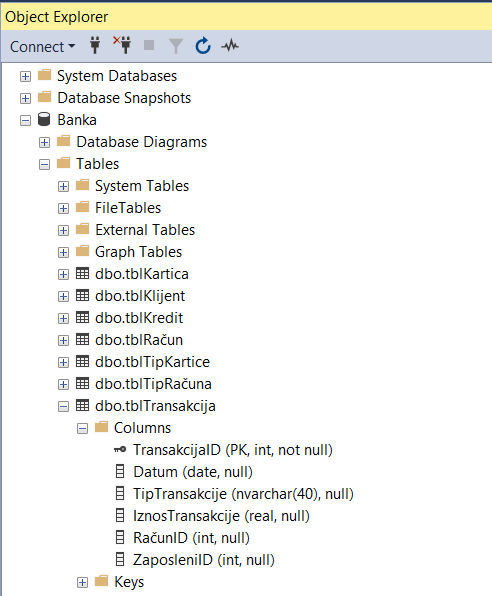 Object Explorer
Connect
System Databases
Database Snapshots
Banka
Database Diagrams
Tables
System Tables
FileTables
External Tables
Graph Tables
dbo.tblKartica
dbo.tblKlijent
dbo.tblKredit
dbo.tblRačun
dbo.tblTipKartice
dbo.tblTipRačuna
dbo.tblTransakcija
Columns
TransakcijaID (PK, int, not null)
Datum (date, null)
TipTransakcije (nvarchar(40), null)
IznosTransakcije (real, null)
RačunID (int, null)
ZaposleniID (int, null)
Keys